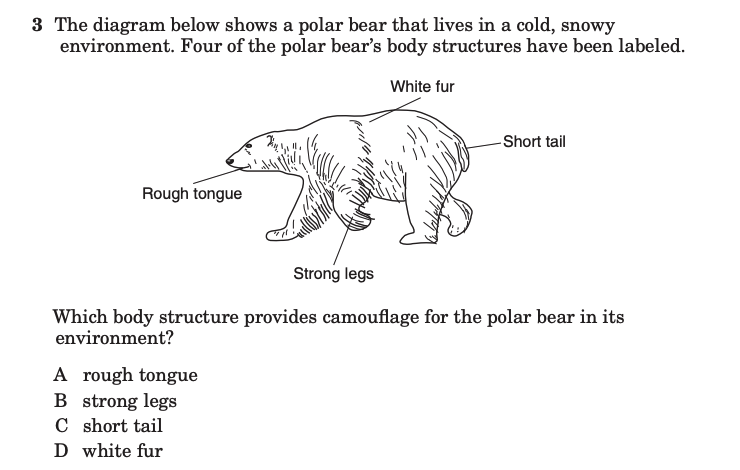 3 The diagram below shows a polar bear that lives in a cold, snowy
environment. Four of the polar bear’s body structures have been labeled.
White fur
Short tail
Rough tongue
Strong legs
Which body structure provides camouflage for the polar bear in its
environment?
A rough tongue
B strong legs
C short tail
D white fur